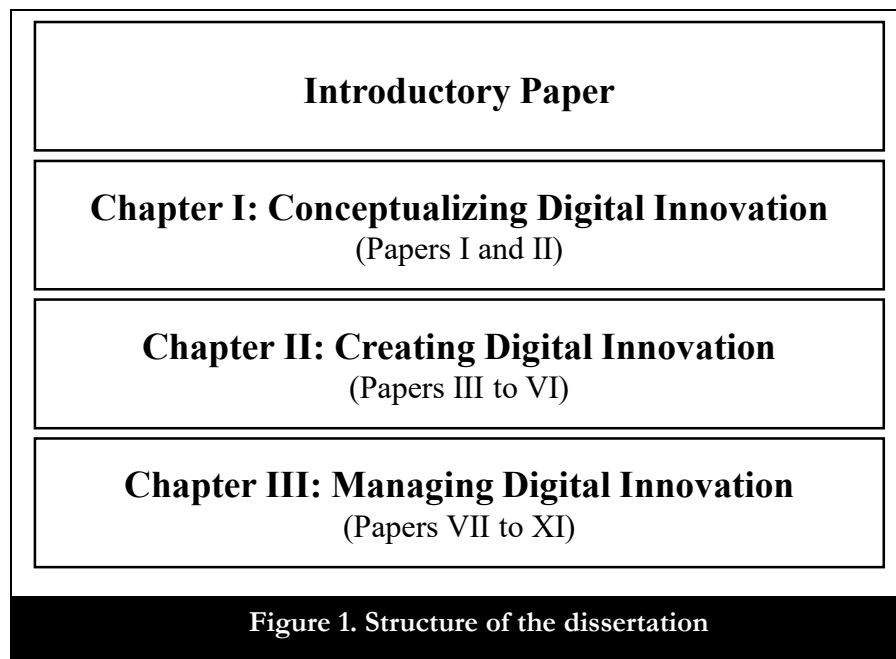 Introductory Paper
Chapter I: Conceptualizing Digital Innovation
(Papers I and II)
Chapter II: Creating Digital Innovation
(Papers III to VI)
Chapter III: Managing Digital Innovation
(Papers VII to XI)
Figure 1. Structure of the dissertation